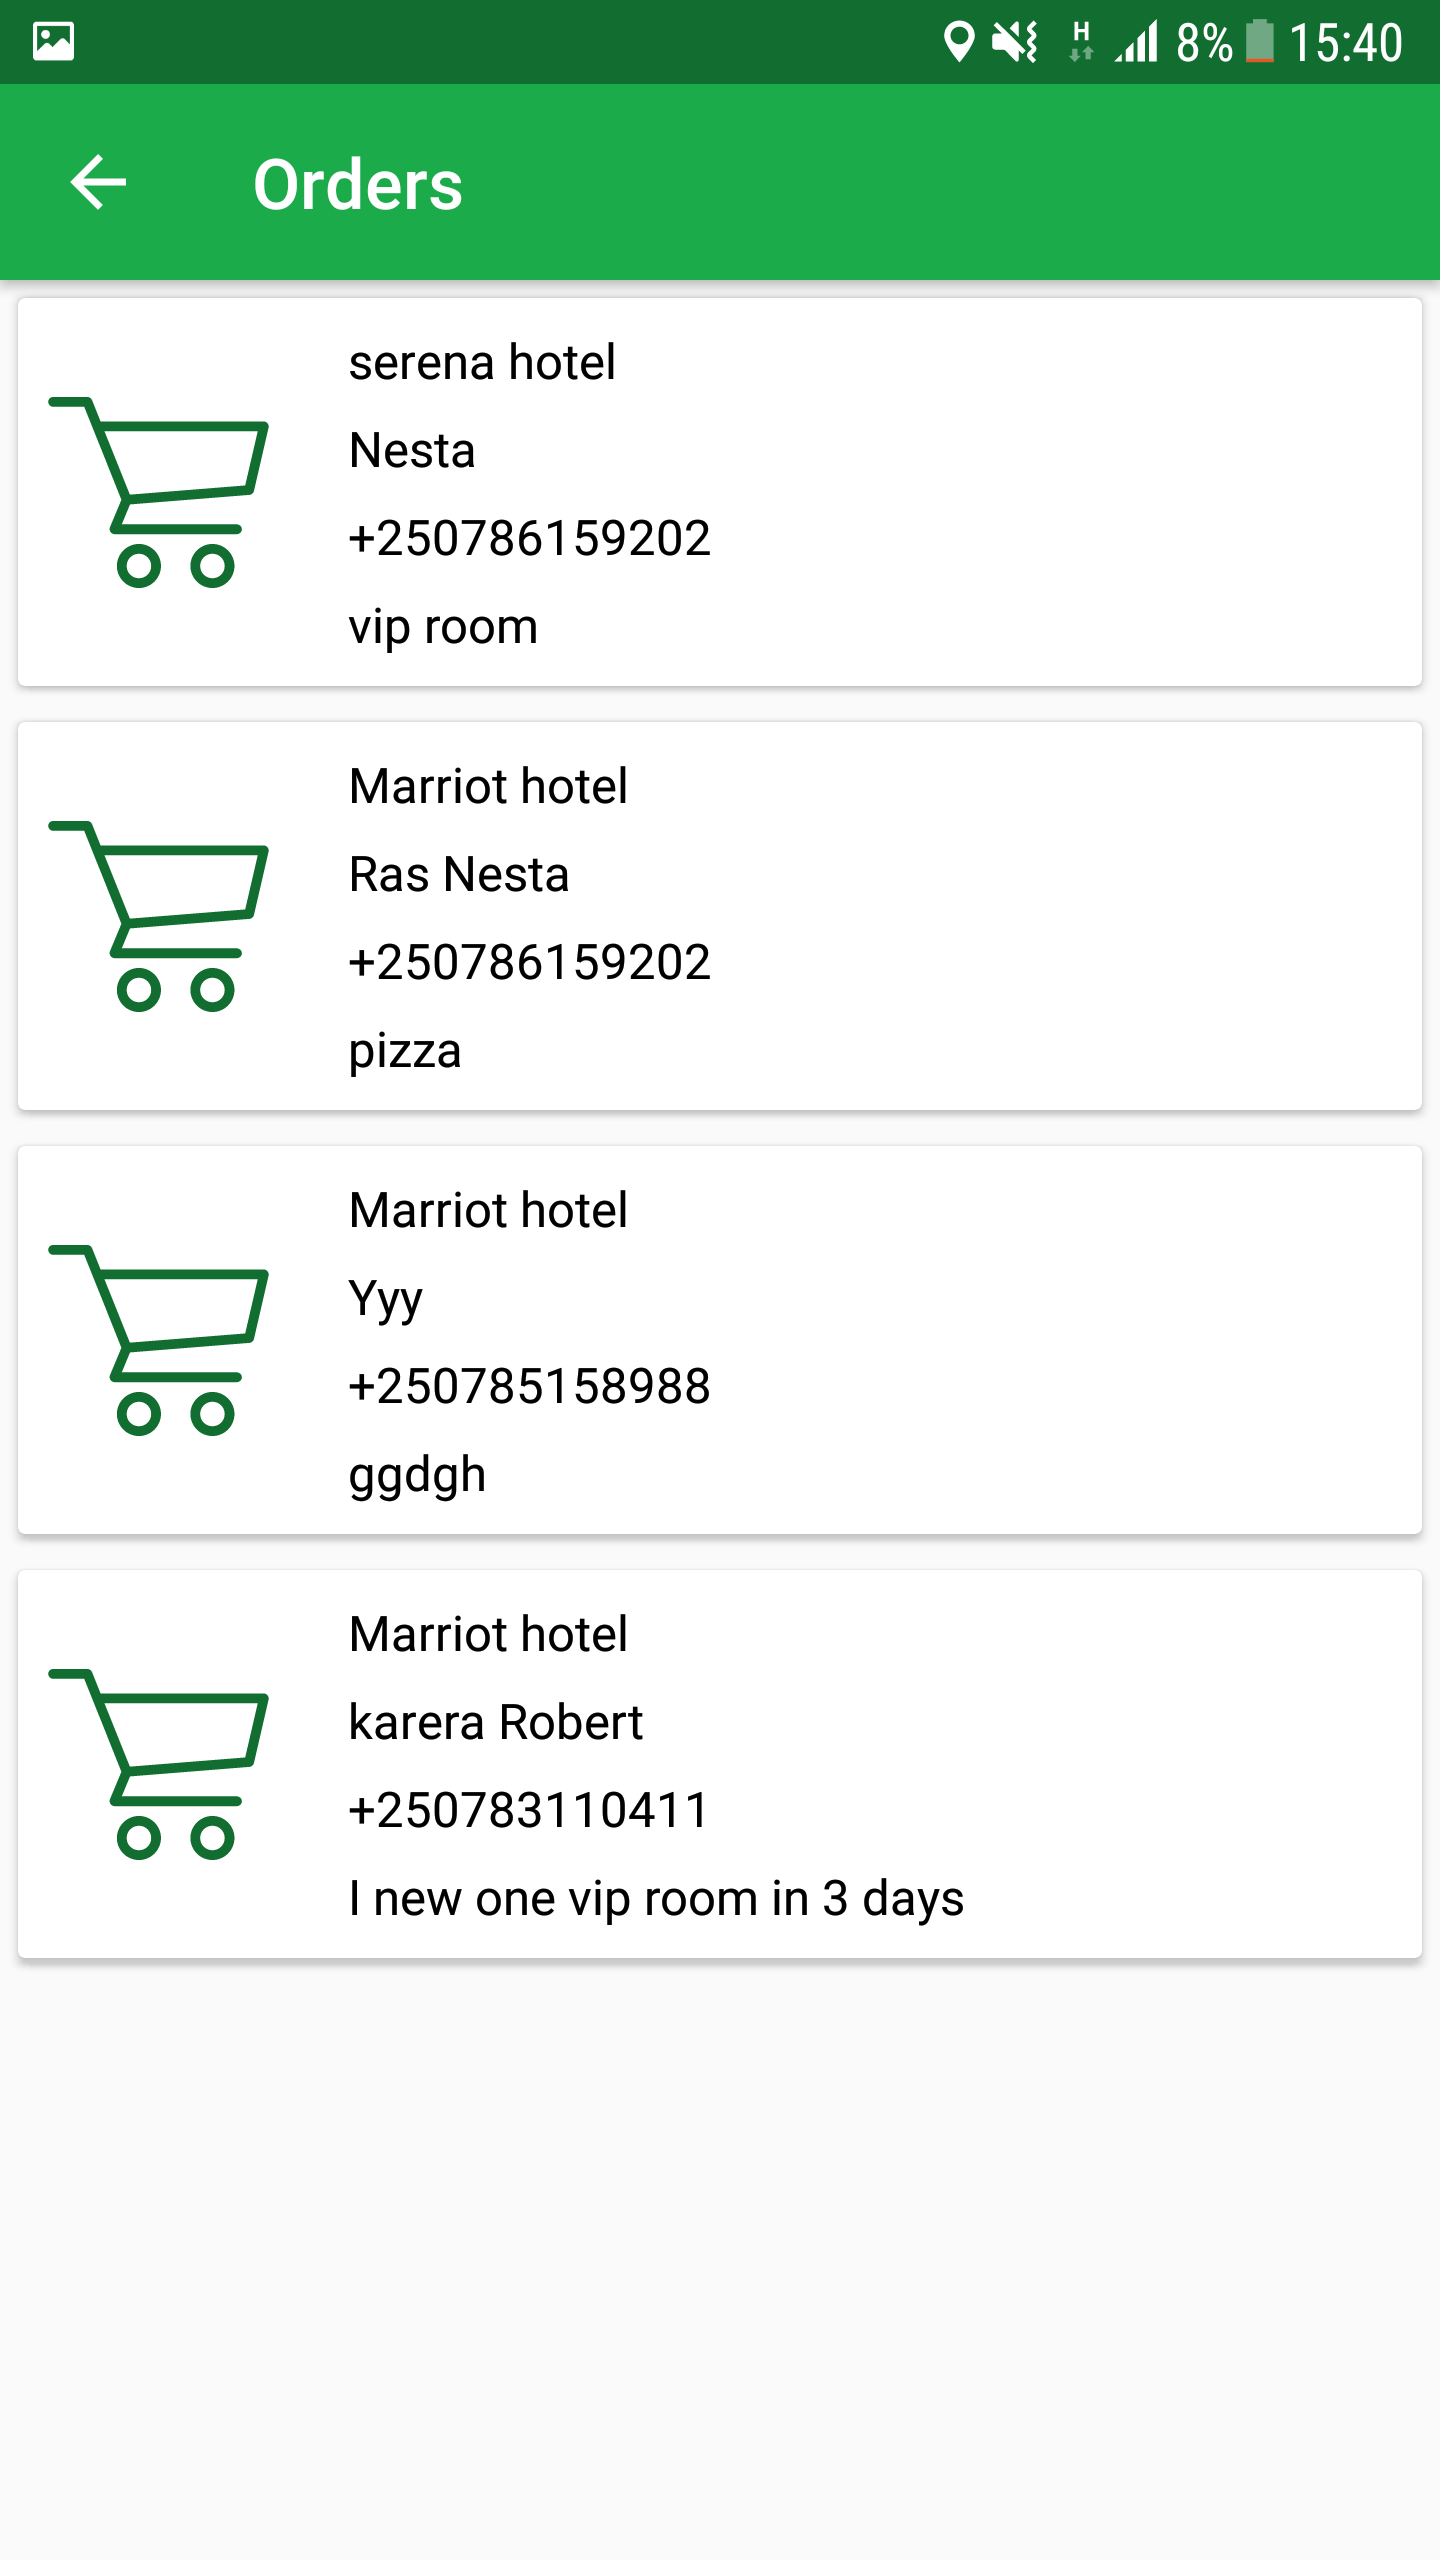 H 8% 15:40
Orders
serena hotel
Nesta
+250786159202
vip room
Marriot hotel
Ras Nesta
+250786159202
pizza
Marriot hotel
Yyy
+250785158988
ggdgh
Marriot hotel
karera Robert
+250783110411
I new one vip room in 3 days